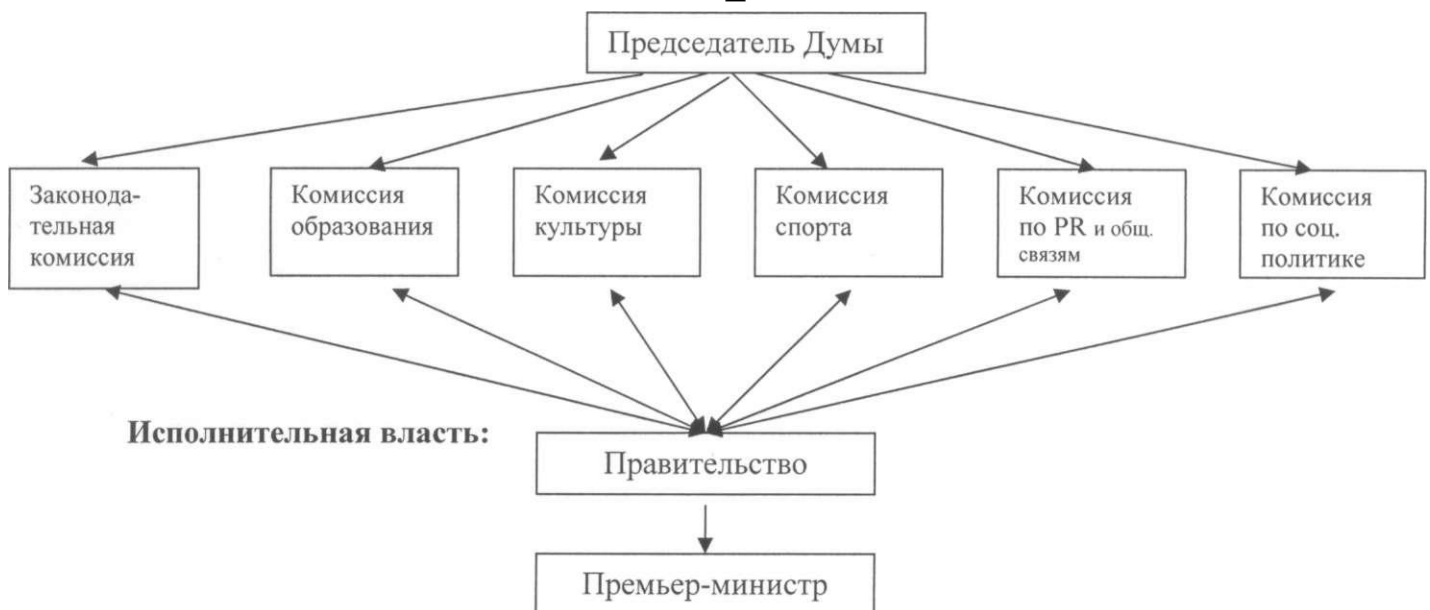 Председатель Думы
Законода-
тельная
комиссия
Комиссия
образования
Комиссия
культуры
Комиссия
спорта
Комиссия
по PR и общ.
связям
Комиссия
по соц.
политике
Исполнительная власть:
Правительство
Премьер-министр